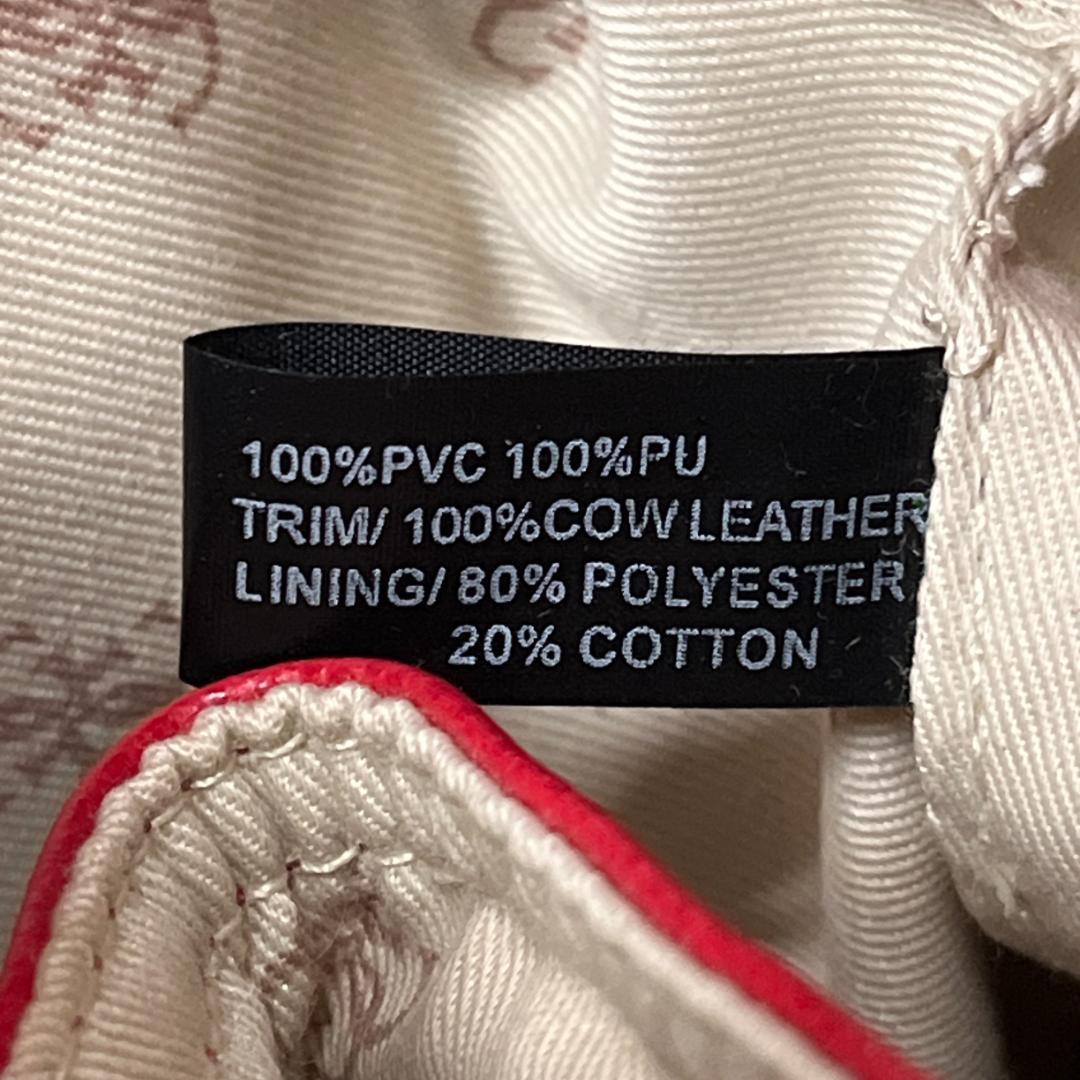 100%PVC 100%PU
TRIM/ 100%COW LEATHER
LINING/ 80% POLYESTER
20% COTTON